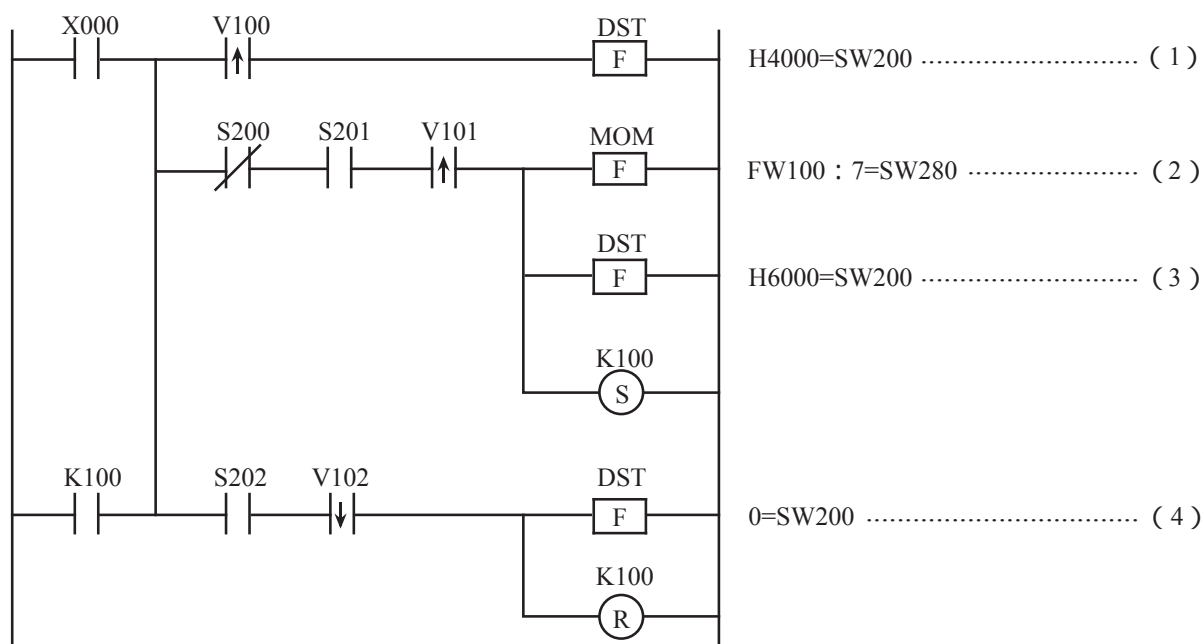 X000 V100 DST
F H4000=SW200 ………………………… ( 1 )
S200 S201 V101 MOM
F FW100 : 7=SW280 ………………… ( 2 )
DST
F H6000=SW200 ………………………… ( 3 )
K100
S
K100 S202 V102 DST
F 0=SW200 ……………………………… ( 4 )
K100
R